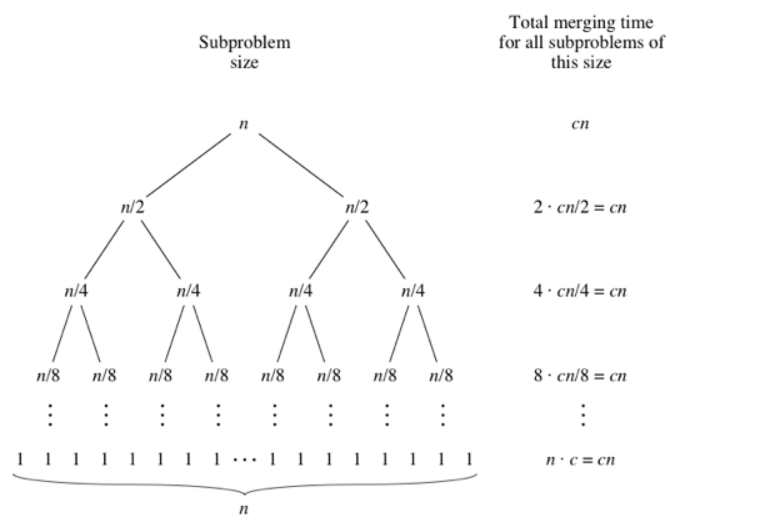 Subproblem
size
Total merging time
for all subproblems of
this size
n
cn
n/2 n/2
2 · cn/2 = cn
n/4 n/4 n/4 n/4
4 · cn/4 = cn
n/8 n/8 n/8 n/8 n/8 n/8 n/8 n/8
8 · cn/8 = cn
1 1 1 1 1 1 1 1 ··· 1 1 1 1 1 1 1 1
n · c = cn
n